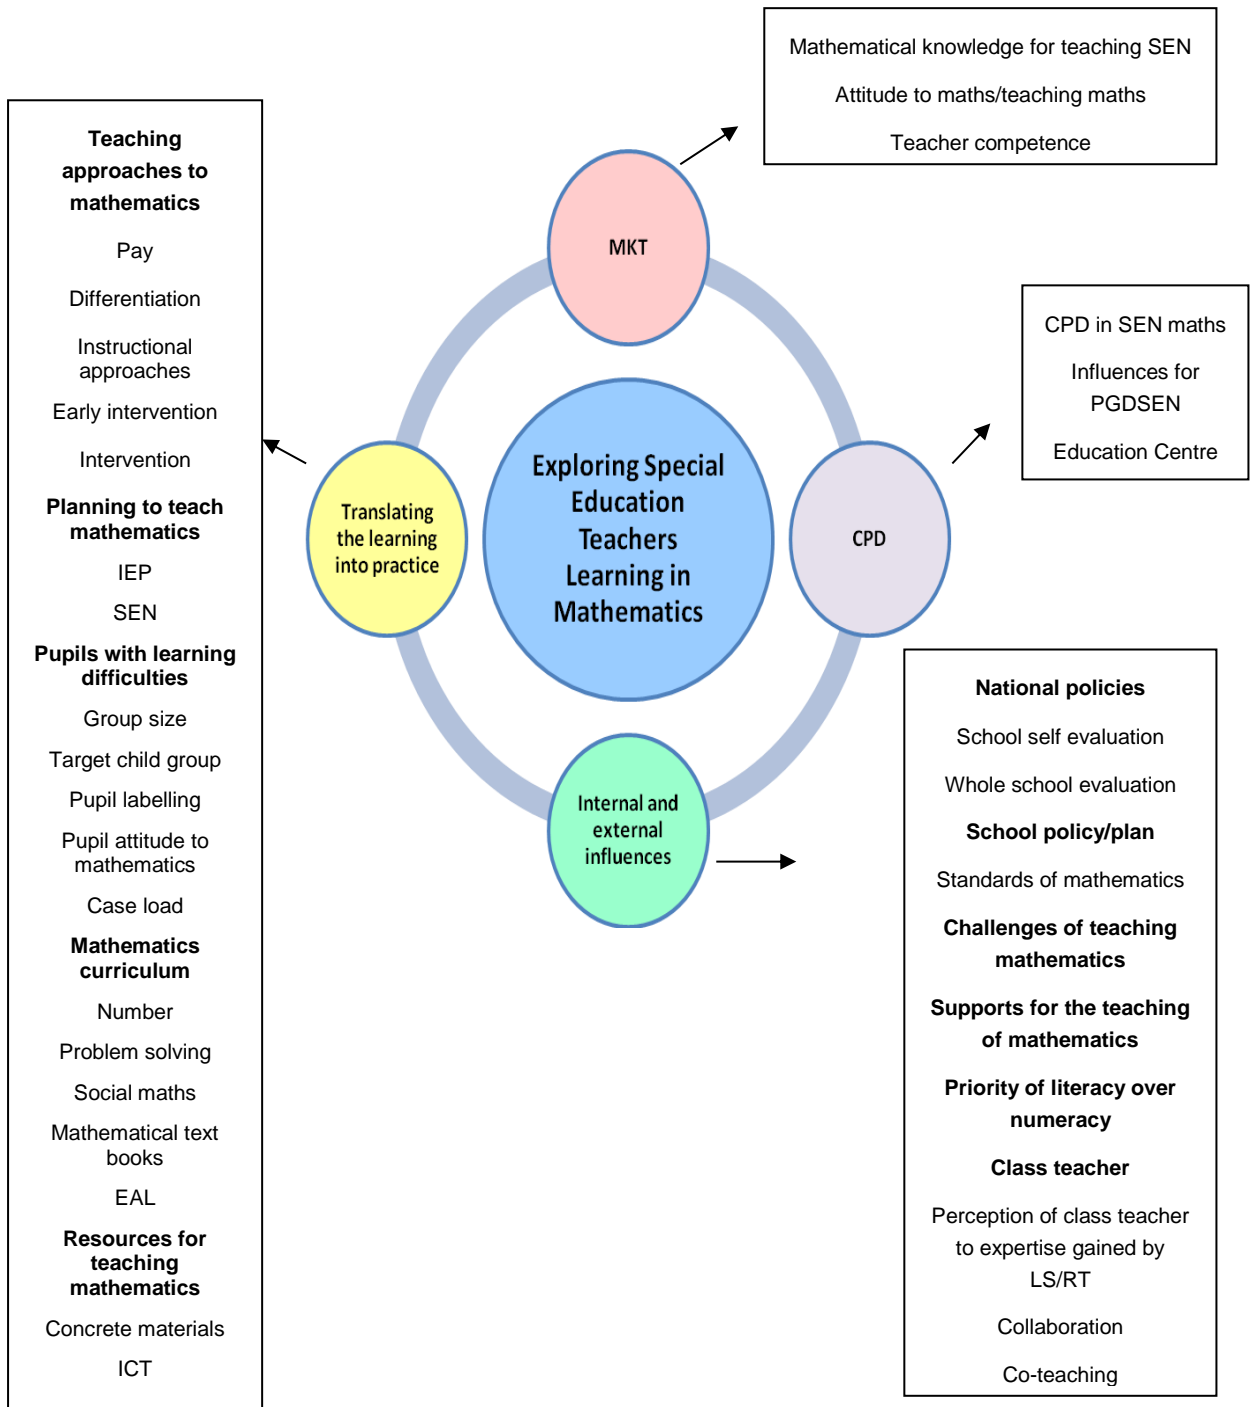 Mathematical knowledge for teaching SEN
Attitude to maths/teaching maths
Teacher competence
Teaching
approaches to
mathematics
Pay
Differentiation
Instructional
approaches
Early intervention
Intervention
Planning to teach
mathematics
IEP
SEN
Pupils with learning
difficulties
Group size
Target child group
Pupil labelling
Pupil attitude to
mathematics
Case load
Mathematics
curriculum
Number
Problem solving
Social maths
Mathematical text
books
EAL
Resources for
teaching
mathematics
Concrete materials
ICT
MKT
CPD in SEN maths
Influences for
PGDSEN
Education Centre
Translating
the learning
into practice
Exploring Special
Education
Teachers
Learning in
Mathematics
CPD
Internal and
external
influences
National policies
School self evaluation
Whole school evaluation
School policy/plan
Standards of mathematics
Challenges of teaching
mathematics
Supports for the teaching
of mathematics
Priority of literacy over
numeracy
Class teacher
Perception of class teacher
to expertise gained by
LS/RT
Collaboration
Co-teaching